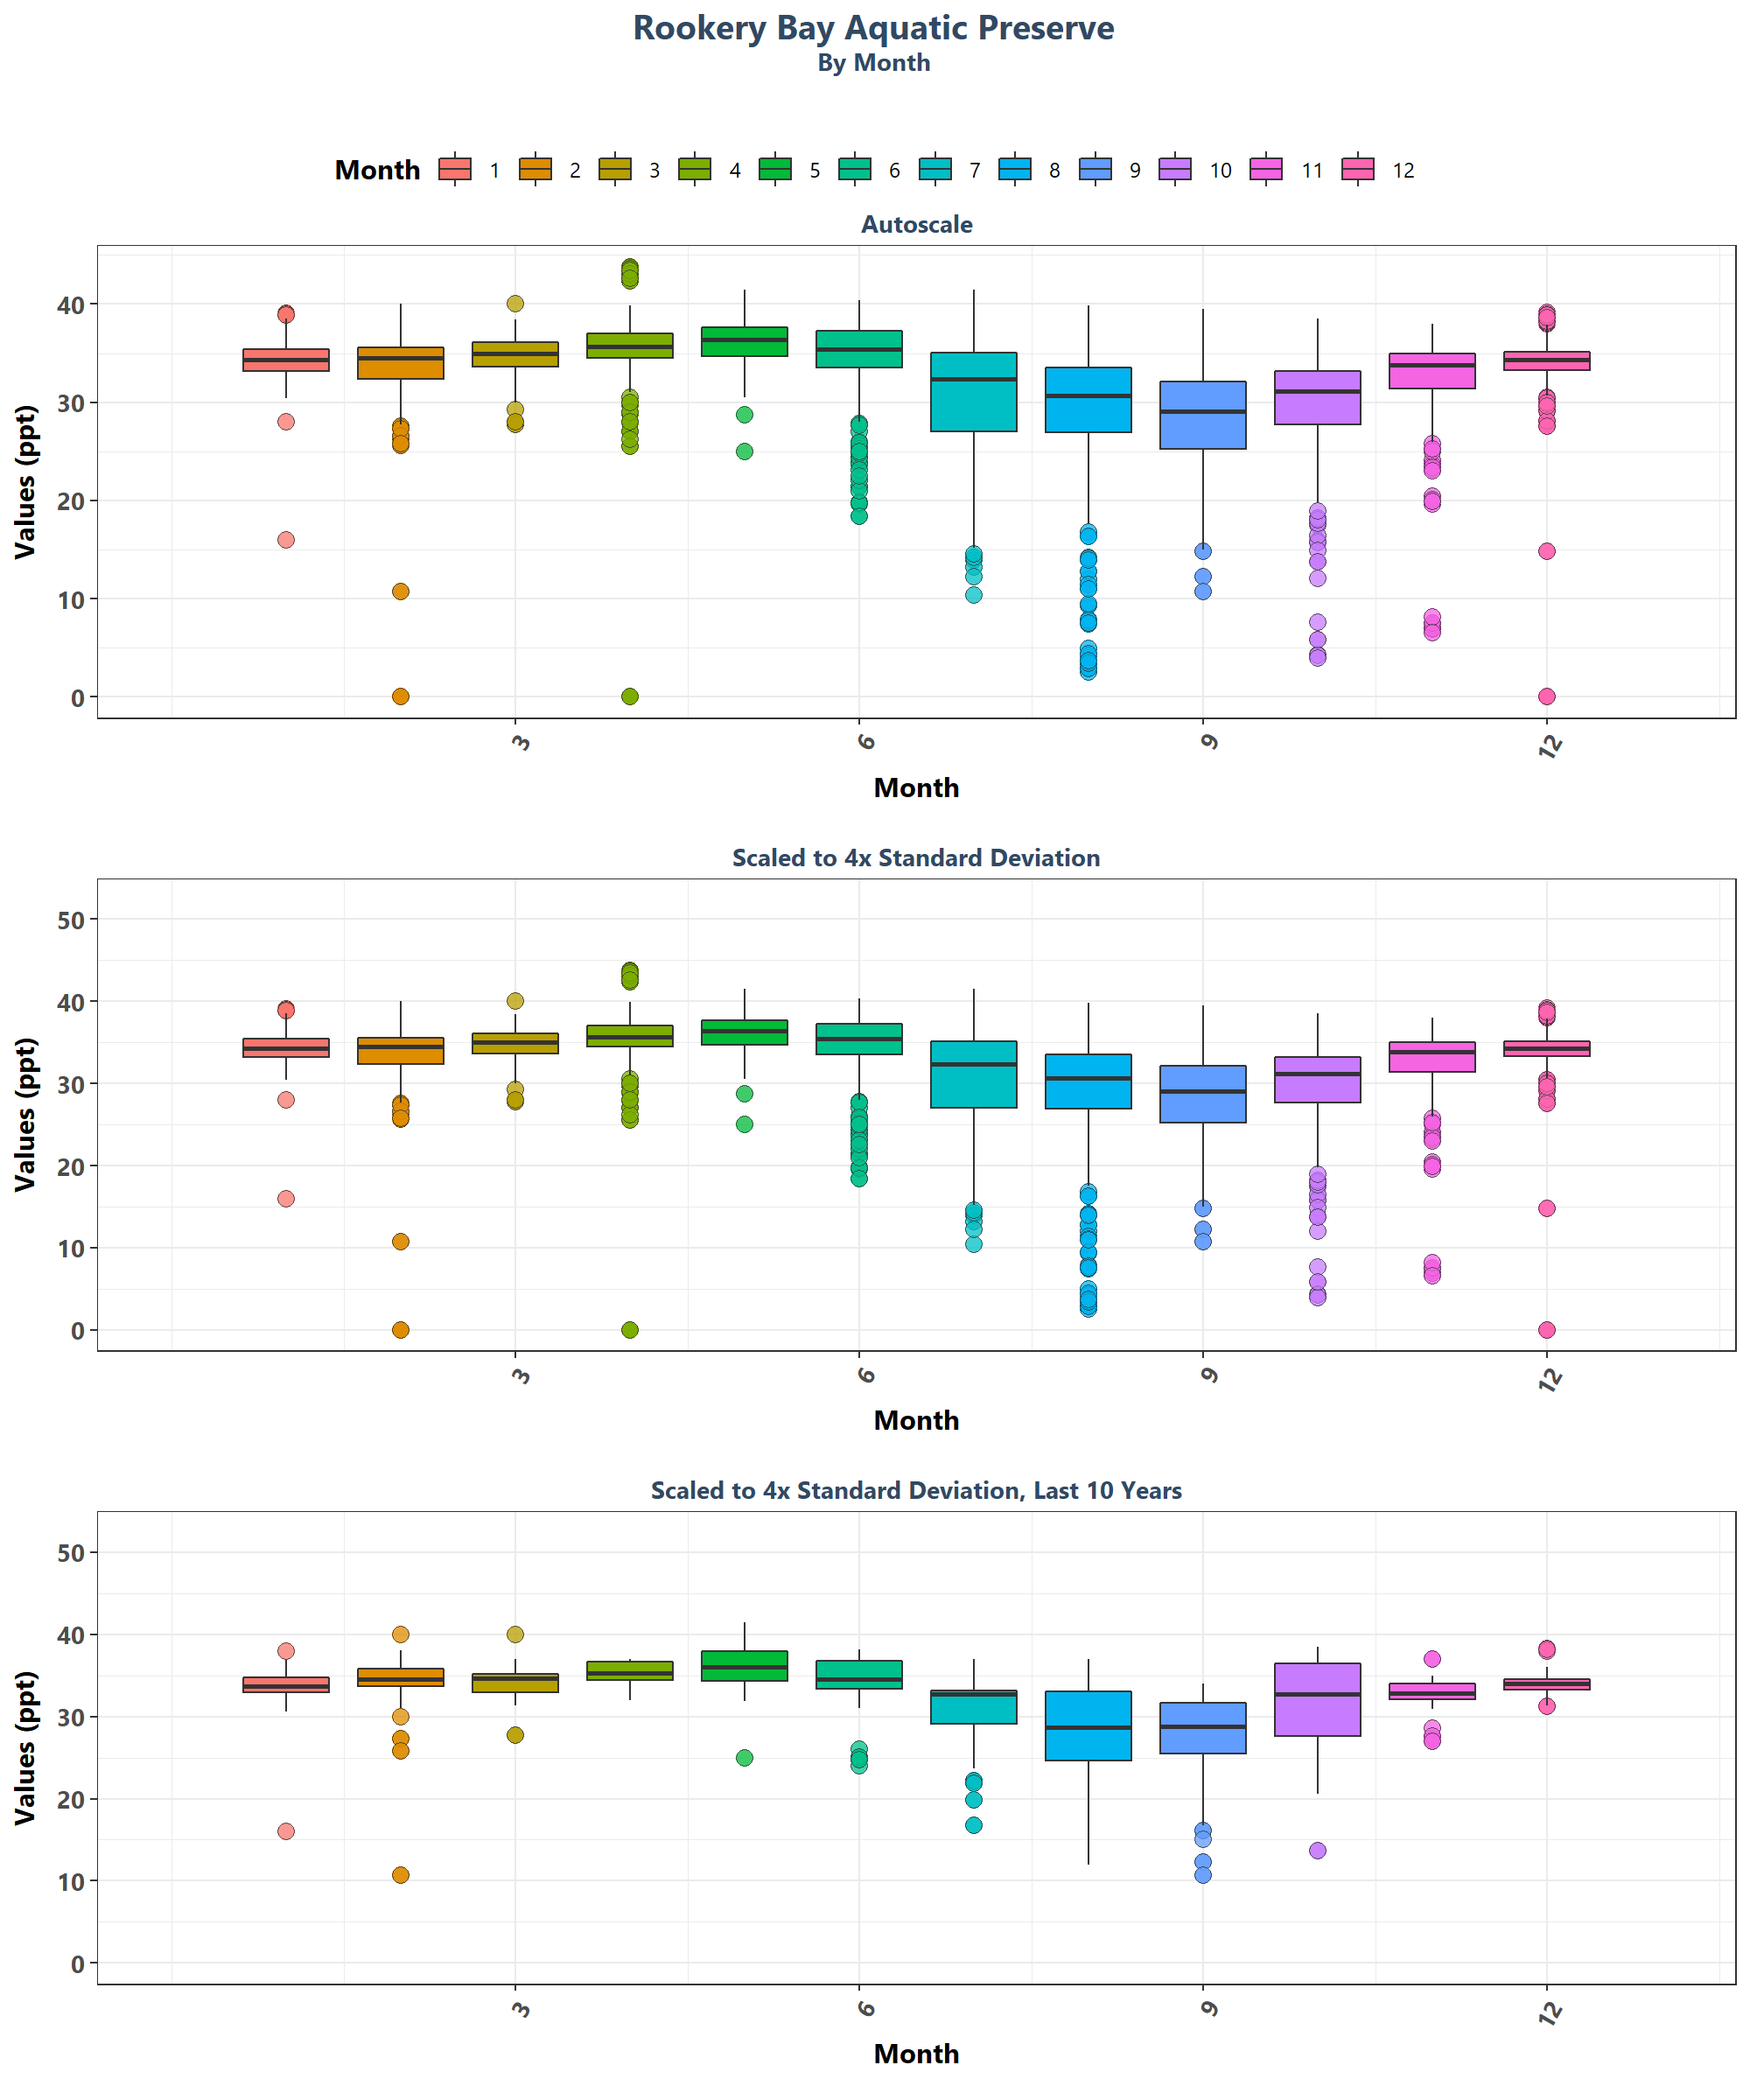 Rookery Bay Aquatic Preserve
By Month
Month 1 2 3 4 5 6 7 8 9 10 11 12
Autoscale
Values (ppt)
40
30
20
10
0
3 6 9 12
Month
Scaled to 4x Standard Deviation
Values (ppt)
50
40
30
20
10
0
3 6 9 12
Month
Scaled to 4x Standard Deviation, Last 10 Years
Values (ppt)
50
40
30
20
10
0
3 6 9 12
Month